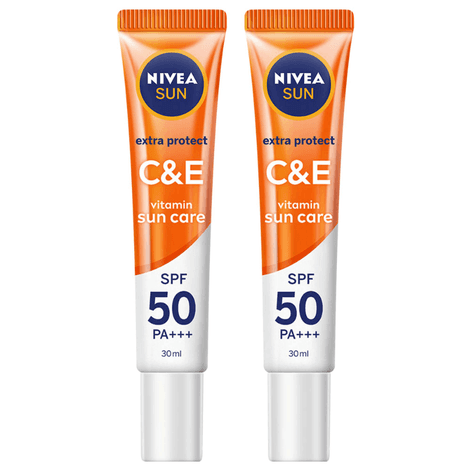 NIVEA
SUN
extra protect
C&E
vitamin
sun care
SPF
50
PA+++
30ml
NIVEA
SUN
extra protect
C&E
vitamin
sun care
SPF
50
PA+++
30ml